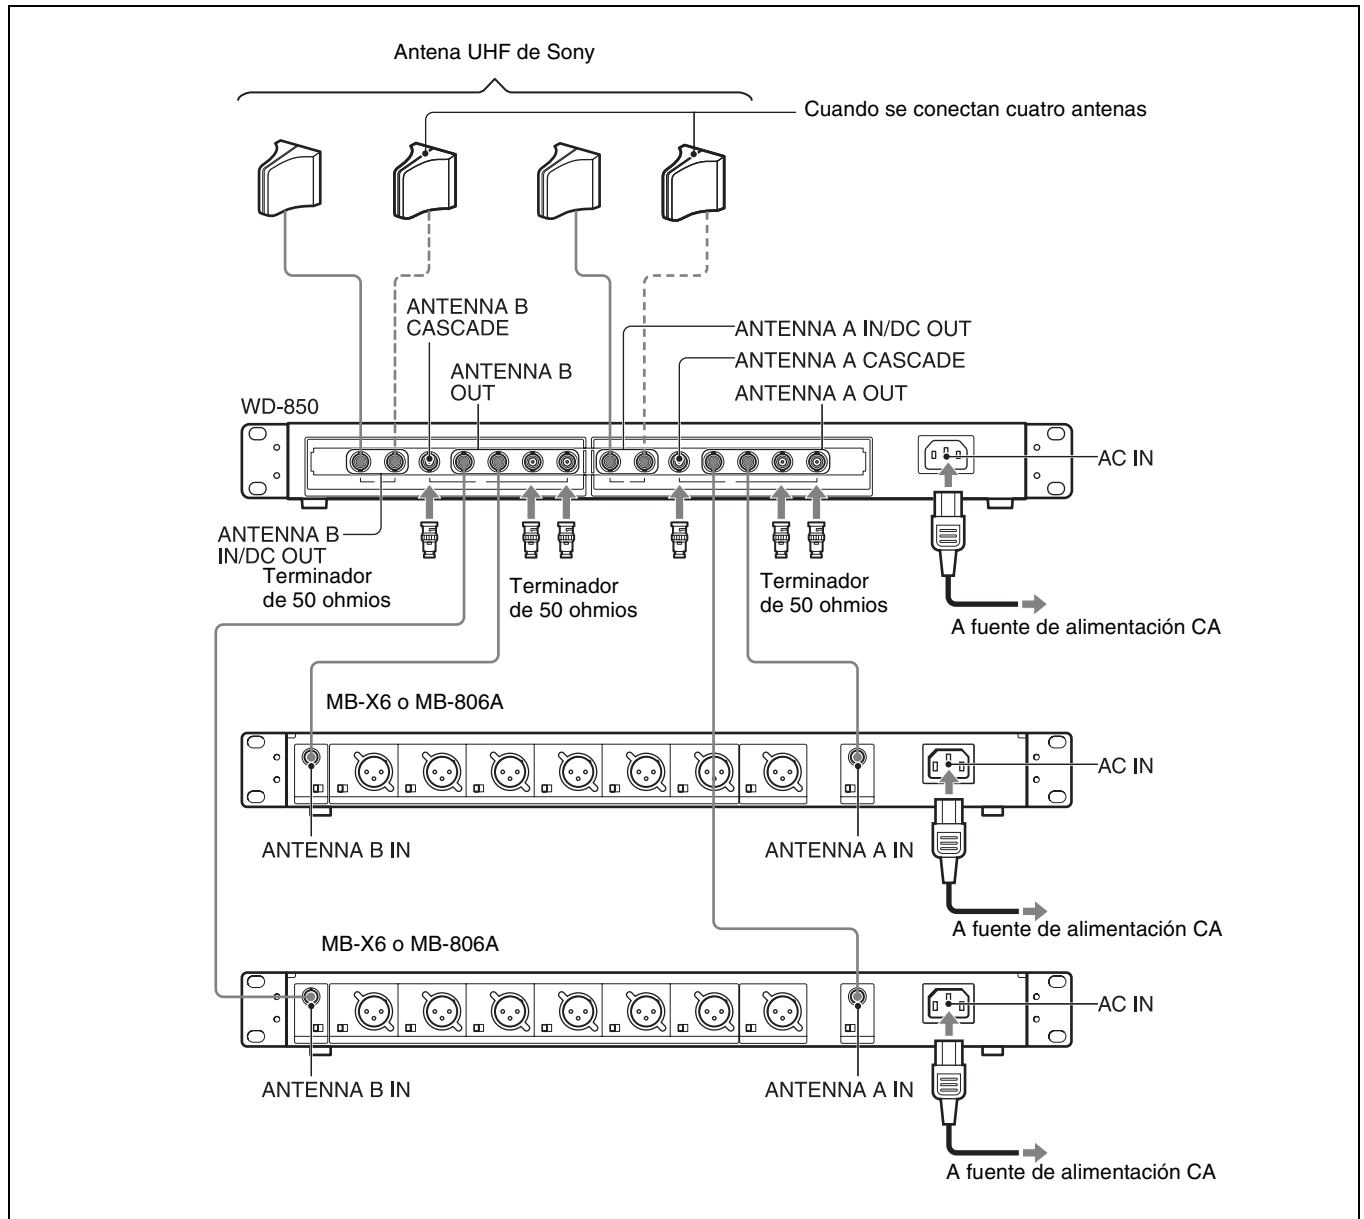 Antena UHF de Sony
Cuando se conectan cuatro antenas
ANTENNA B
CASCADE
ANTENNA A IN/DC OUT
ANTENNA A CASCADE
ANTENNA B
OUT
ANTENNA A OUT
WD-850
AC IN
ANTENNA B
IN/DC OUT
Terminador
de 50 ohmios
Terminador
de 50 ohmios
Terminador
de 50 ohmios
A fuente de alimentación CA
MB-X6 o MB-806A
AC IN
ANTENNA B IN
ANTENNA A IN
A fuente de alimentación CA
MB-X6 o MB-806A
AC IN
ANTENNA B IN
ANTENNA A IN
A fuente de alimentación CA